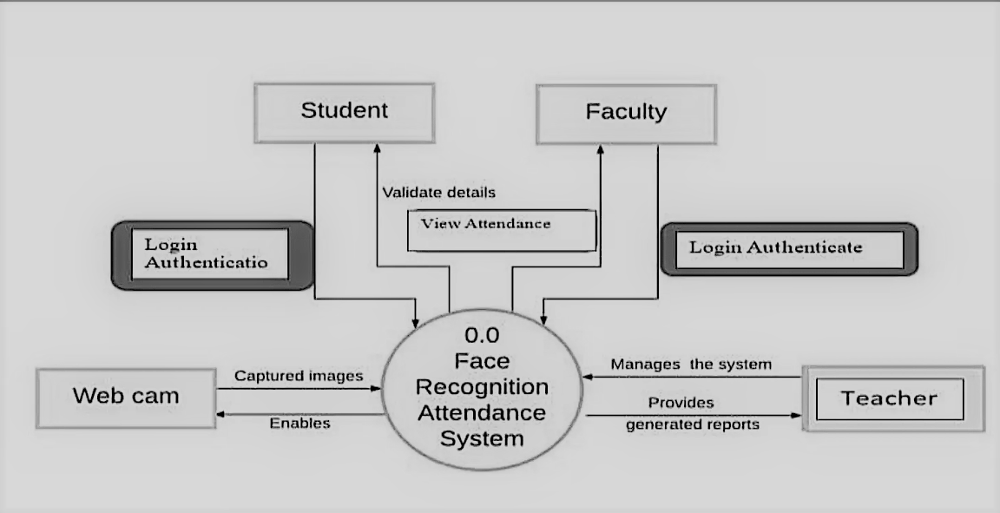 Student
Faculty
Validate details
View Attendance
Login
Authenticatio
Login Authenticate
0.0
Face
Recognition
Attendance
System
Web cam
Captured images
Enables
Manages the system
Provides
generated reports
Teacher